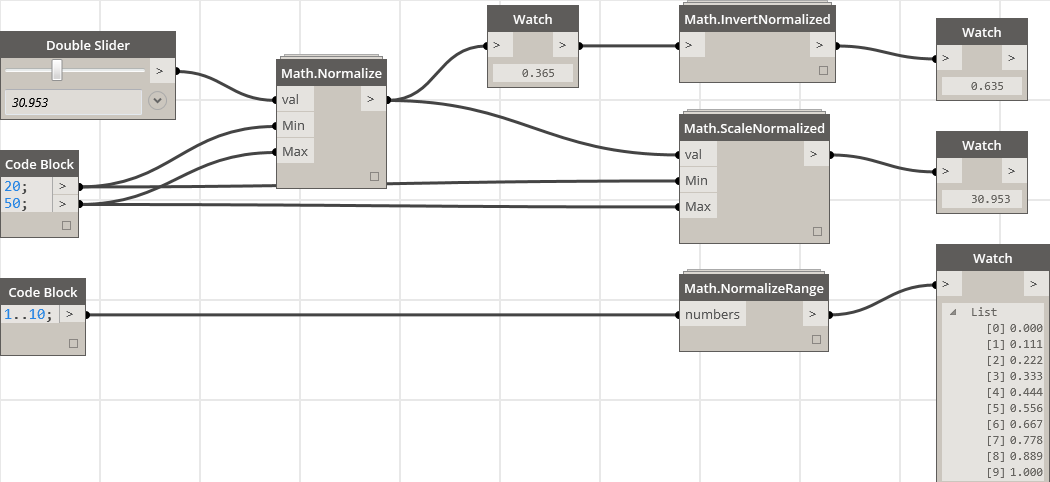 Double Slider
>
30.953
Code Block
20; >
50; >
Code Block
1..10; >
Math.Normalize
val >
Min
Max
Watch
> >
0.365
Math.InvertNormalized
> >
Watch
> >
0.635
Math.ScaleNormalized
val >
Min
Max
Watch
> >
30.953
Math.NormalizeRange
numbers >
Watch
> >
List
[0] 0.000
[1] 0.111
[2] 0.222
[3] 0.333
[4] 0.444
[5] 0.556
[6] 0.667
[7] 0.778
[8] 0.889
[9] 1.000